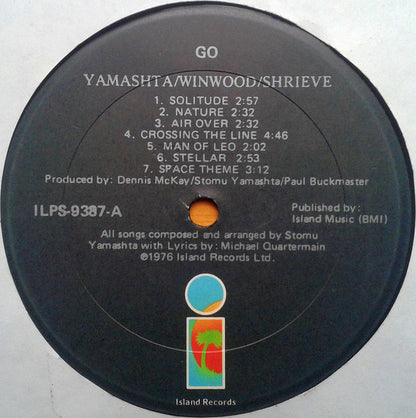 GO
YAMASHTA/WINWOOD/SHRIEVE
1. SOLITUDE 2:57
2. NATURE 2:32
3. AIR OVER 2:32
4. CROSSING THE LINE 4:46
5. MAN OF LEO 2:02
6. STELLAR 2:53
7. SPACE THEME 3:12
Produced by: Dennis McKay/Stomu Yamashta/Paul Buckmaster
ILPS-9387-A
Published by:
Island Music (BMI)
All songs composed and arranged by Stomu
Yamashta with Lyrics by: Michael Quartermain
℗1976 Island Records Ltd.
Island Records